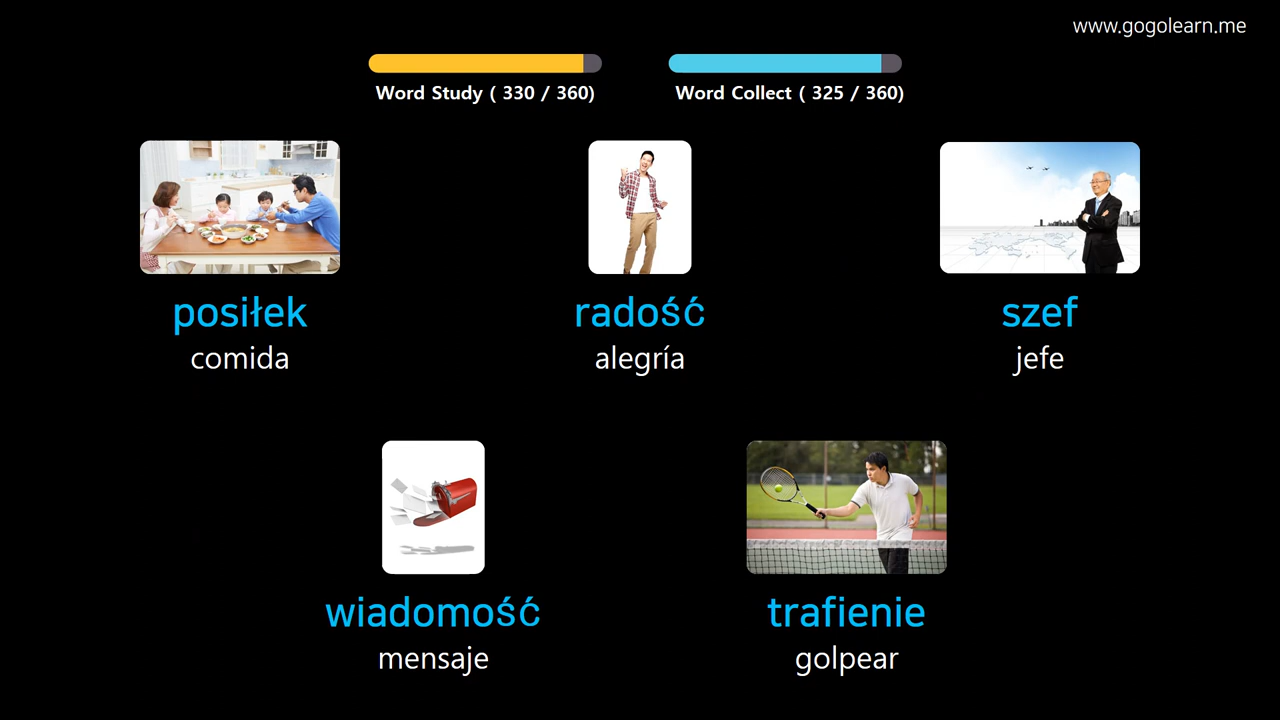 www.gogolearn.me
Word Study ( 330 / 360)
Word Collect ( 325 / 360)
posiłek
comida
radość
alegría
szef
jefe
wiadomość
mensaje
trafienie
golpear